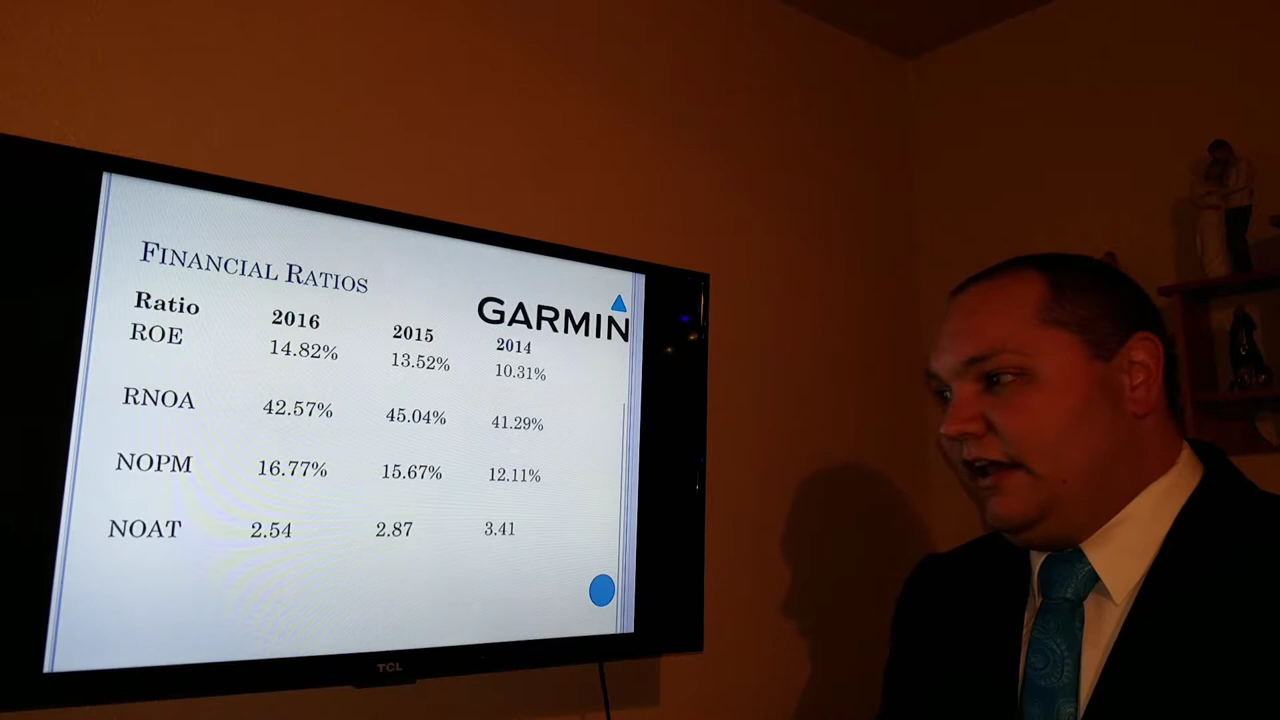 FINANCIAL RATIOS
GARMIN
Ratio 2016 2015 2014
ROE 14.82% 13.52% 10.31%
RNOA 42.57% 45.04% 41.29%
NOPM 16.77% 15.67% 12.11%
NOAT 2.54 2.87 3.41
TCL